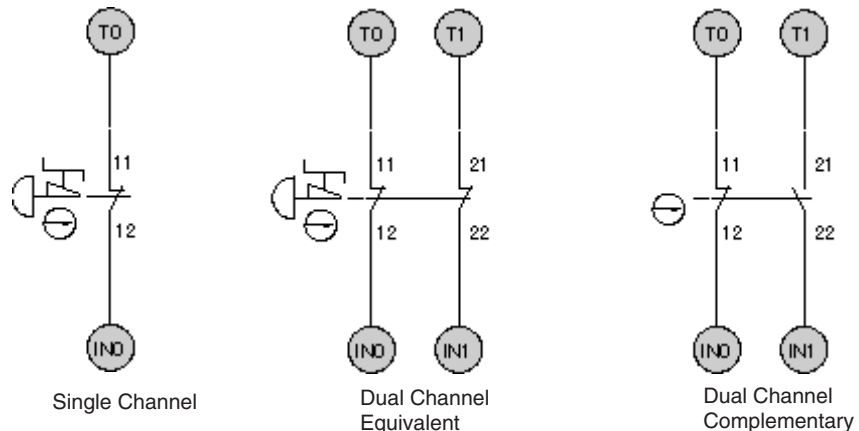 T0
11
12
IN0
Single Channel
T0 T1
11 21
12 22
IN0 IN1
Dual Channel
Equivalent
T0 T1
11 21
12 22
IN0 IN1
Dual Channel
Complementary